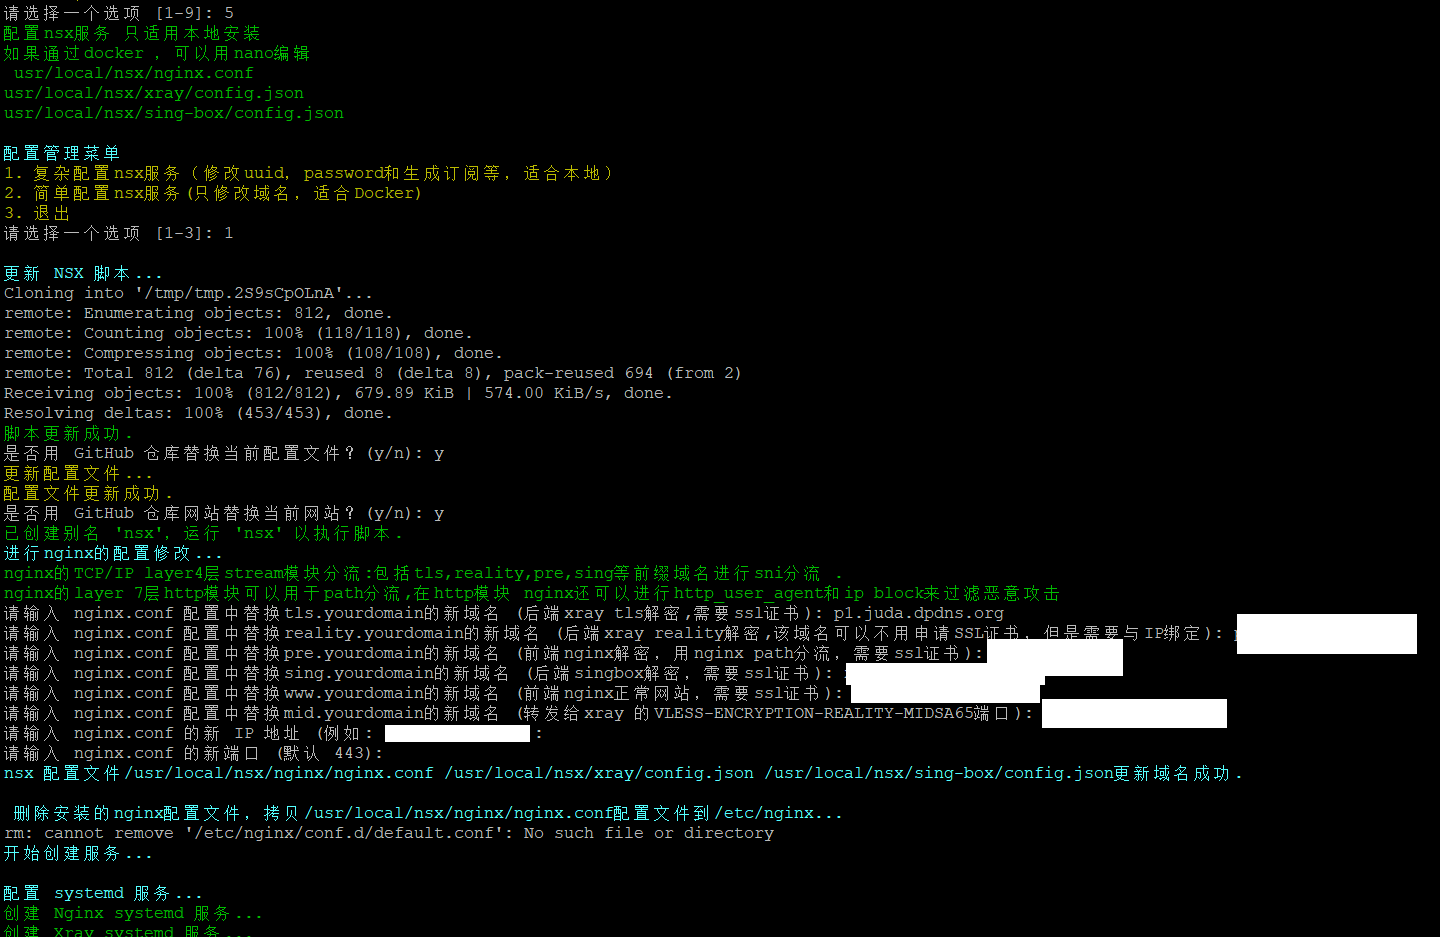 请选择一个选项 [1-9]: 5
配置nsx服务 只适用本地安装
如果通过docker , 可以用nano编辑
usr/local/nsx/nginx.conf
usr/local/nsx/xray/config.json
usr/local/nsx/sing-box/config.json
配置管理菜单
1. 复杂配置nsx服务（修改uuid, password和生成订阅等, 适合本地）
2. 简单配置nsx服务(只修改域名, 适合Docker)
3. 退出
请选择一个选项 [1-3]: 1
更新 NSX 脚本...
Cloning into '/tmp/tmp.2S9sCpOLnA'...
remote: Enumerating objects: 812, done.
remote: Counting objects: 100% (118/118), done.
remote: Compressing objects: 100% (108/108), done.
remote: Total 812 (delta 76), reused 8 (delta 8), pack-reused 694 (from 2)
Receiving objects: 100% (812/812), 679.89 KiB | 574.00 KiB/s, done.
Resolving deltas: 100% (453/453), done.
脚本更新成功.
是否用 GitHub 仓库替换当前配置文件? (y/n): y
更新配置文件...
配置文件更新成功.
是否用 GitHub 仓库网站替换当前网站? (y/n): y
已创建别名 'nsx', 运行 'nsx' 以执行脚本.
进行nginx的配置修改...
nginx的TCP/IP layer4层stream模块分流:包括tls,reality,pre,sing等前缀域名进行sni分流 .
nginx的layer 7层http模块可以用于path分流,在http模块 nginx还可以进行http_user_agent和ip block来过滤恶意攻击
请输入 nginx.conf 配置中替换tls.yourdomain的新域名 (后端xray tls解密,需要ssl证书): p1.juda.dpdns.org
请输入 nginx.conf 配置中替换reality.yourdomain的新域名 (后端xray reality解密,该域名可以不用申请SSL证书, 但是需要与IP绑定):
请输入 nginx.conf 配置中替换pre.yourdomain的新域名 (前端nginx解密, 用nginx path分流, 需要ssl证书):
请输入 nginx.conf 配置中替换sing.yourdomain的新域名 (后端singbox解密, 需要ssl证书):
请输入 nginx.conf 配置中替换www.yourdomain的新域名 (前端nginx正常网站, 需要ssl证书):
请输入 nginx.conf 配置中替换mid.yourdomain的新域名 (转发给xray 的VLESS-ENCRYPTION-REALITY-MIDSA65端口):
请输入 nginx.conf 的新 IP 地址 (例如: :
请输入 nginx.conf 的新端口 (默认 443):
nsx 配置文件/usr/local/nsx/nginx/nginx.conf /usr/local/nsx/xray/config.json /usr/local/nsx/sing-box/config.json更新域名成功.
删除安装的nginx配置文件, 拷贝/usr/local/nsx/nginx/nginx.conf配置文件到/etc/nginx...
rm: cannot remove '/etc/nginx/conf.d/default.conf': No such file or directory
开始创建服务...
配置 systemd 服务...
创建 Nginx systemd 服务...
创建 Xray systemd 服务...